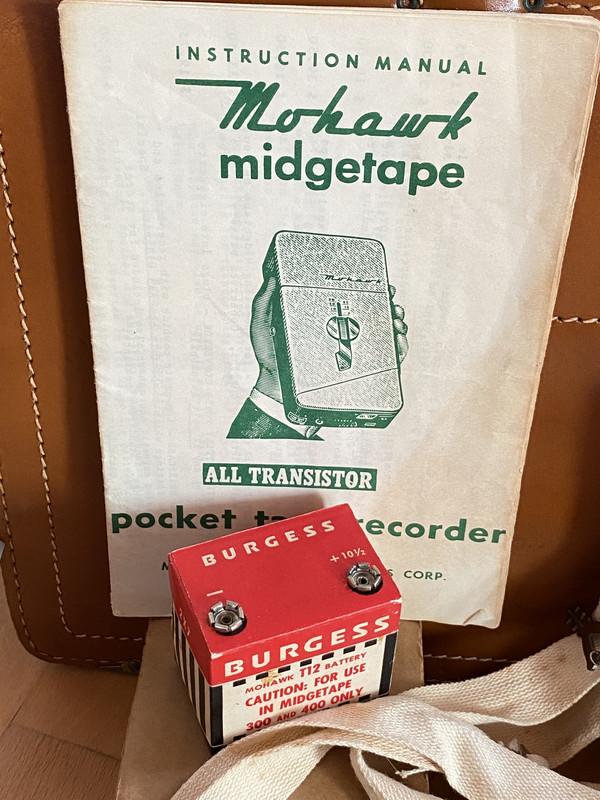 INSTRUCTION MANUAL
Mohawk
midgetape
Mohawk
ALL TRANSISTOR
pocket recorder
CORP.
BURGESS
- + 10½
BURGESS
MOHAWK T12 BATTERY
CAUTION: FOR USE
IN MIDGETAPE
300 AND 400 ONLY